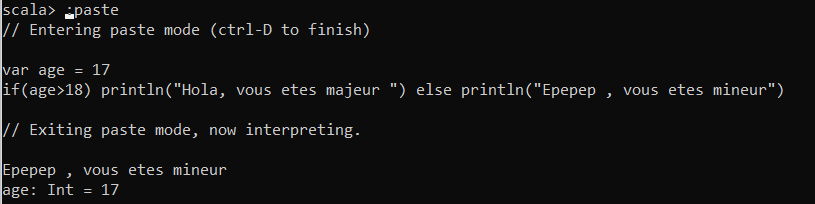 scala> :paste
// Entering paste mode (ctrl-D to finish)
var age = 17
if(age>18) println("Hola, vous etes majeur ") else println("Epepep , vous etes mineur")
// Exiting paste mode, now interpreting.
Epepep , vous etes mineur
age: Int = 17